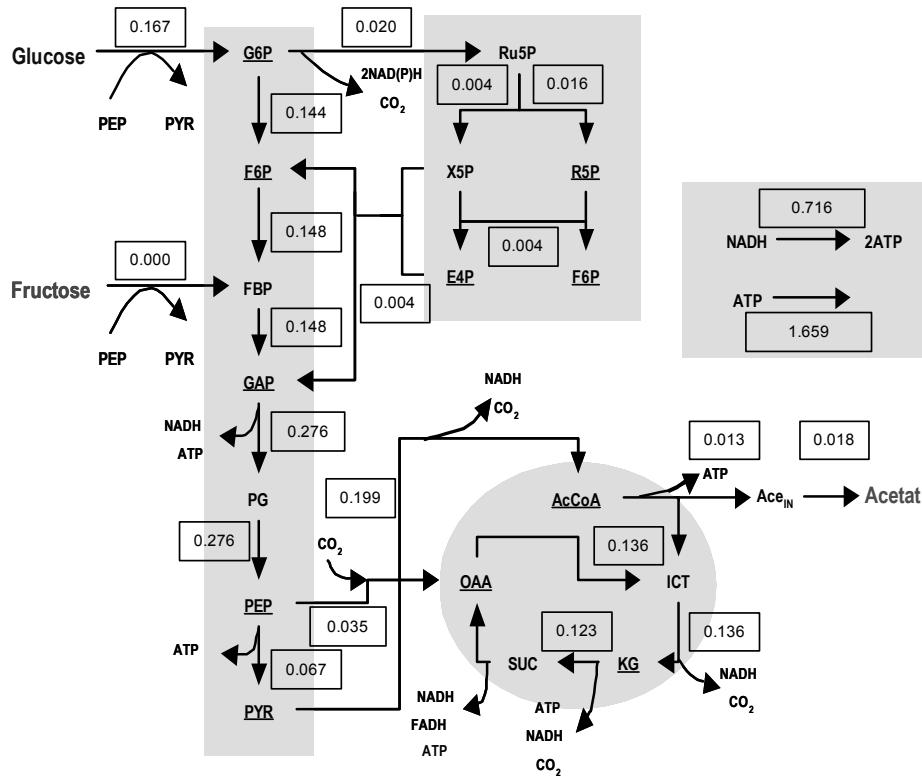 0.167
0.020
Glucose
G6P
Ru5P
2NAD(P)H
CO2
0.004
0.016
PEP
PYR
0.144
F6P
X5P
R5P
0.716
NADH
2ATP
0.148
0.004
0.000
E4P
F6P
Fructose
FBP
0.004
ATP
1.659
0.148
PEP
PYR
GAP
NADH
CO2
NADH
ATP
0.276
0.013
0.018
ATP
PG
0.199
AcCoA
AceIN
Acetat
0.276
CO2
0.136
OAA
ICT
PEP
0.035
0.123
0.136
ATP
0.067
SUC
KG
NADH
CO2
PYR
NADH
FADH
ATP
ATP
NADH
CO2